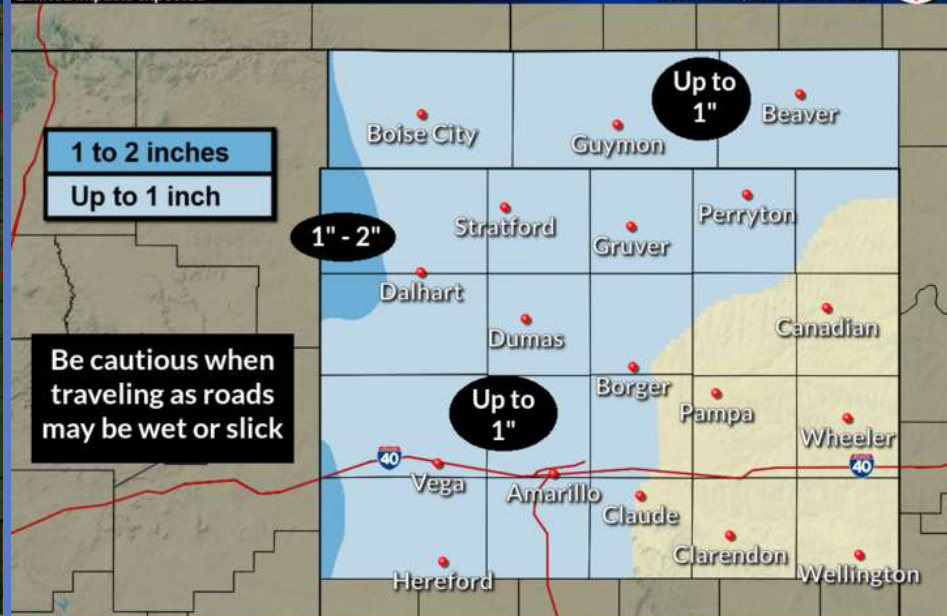 Boise City
Guymon
Up to
1"
Beaver
1 to 2 inches
Up to 1 inch
1" - 2"
Stratford
Gruver
Perryton
Dalhart
Dumas
Canadian
Be cautious when
traveling as roads
may be wet or slick
Borger
Up to
1"
Pampa
Wheeler
40
Vega
Amarillo
40
Claude
Clarendon
Hereford
Wellington